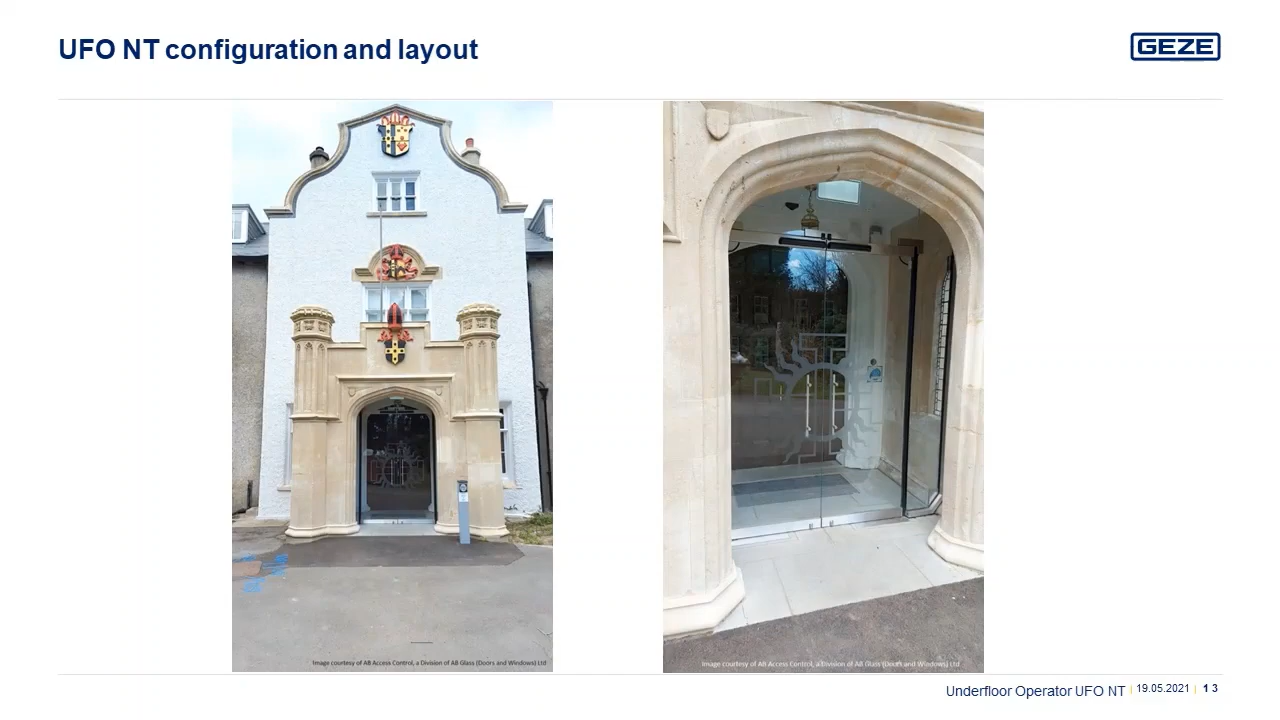 UFO NT configuration and layout
GEZE
Image courtesy of AB Access Control, a Division of AB Glass (Doors and Windows) Ltd
Image courtesy of AB Access Control, a Division of AB Glass (Doors and Windows) Ltd
Underfloor Operator UFO NT | 19.05.2021 | 13